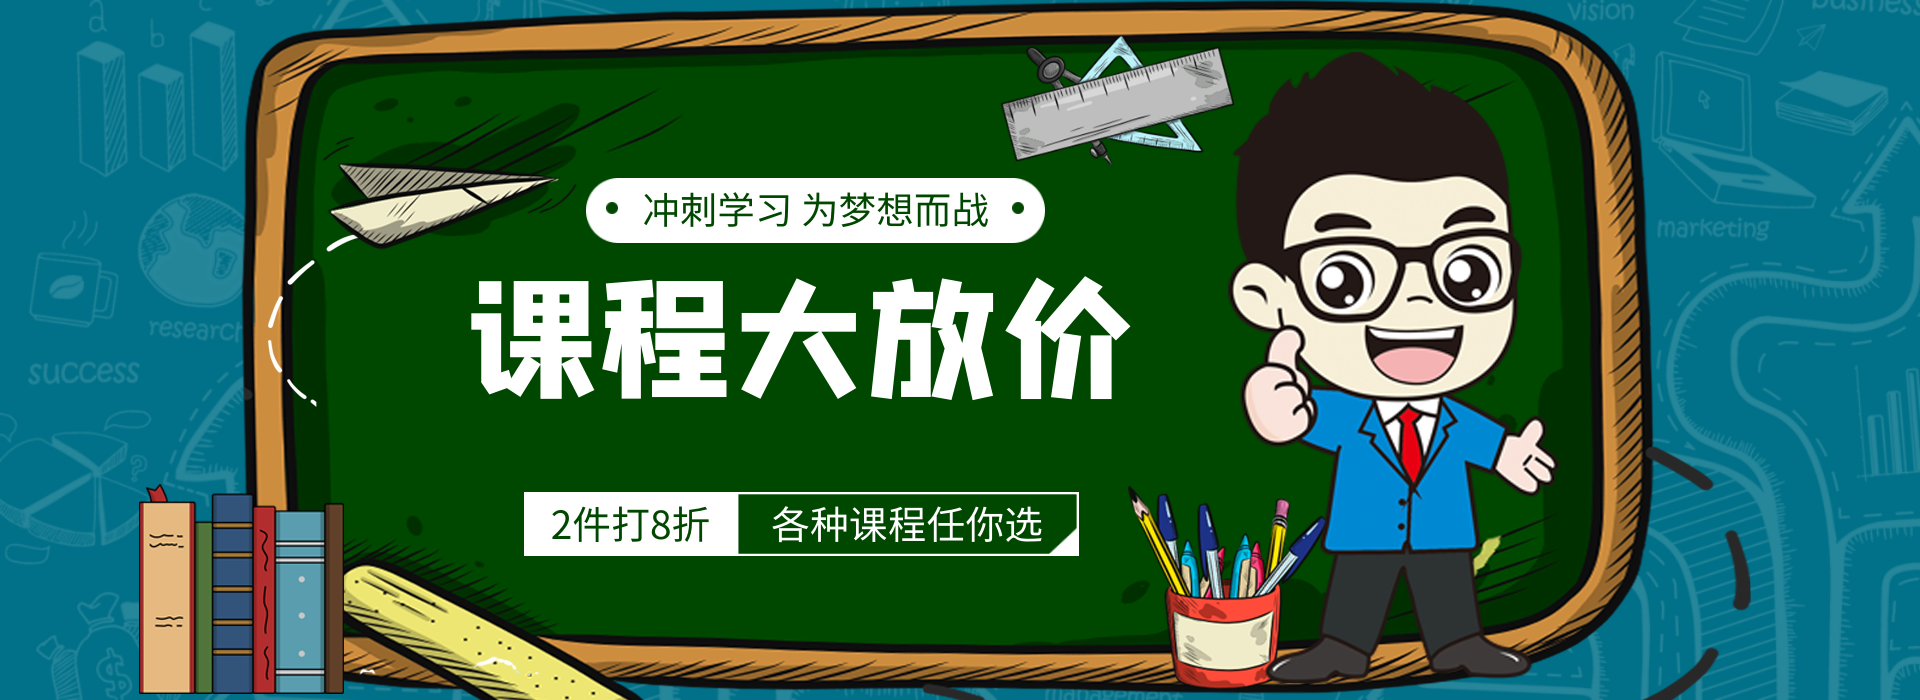 冲刺学习 为梦想而战
课程大放价
2件打8折
各种课程任你选
a
b
c
vision
business
research
success
marketing
management